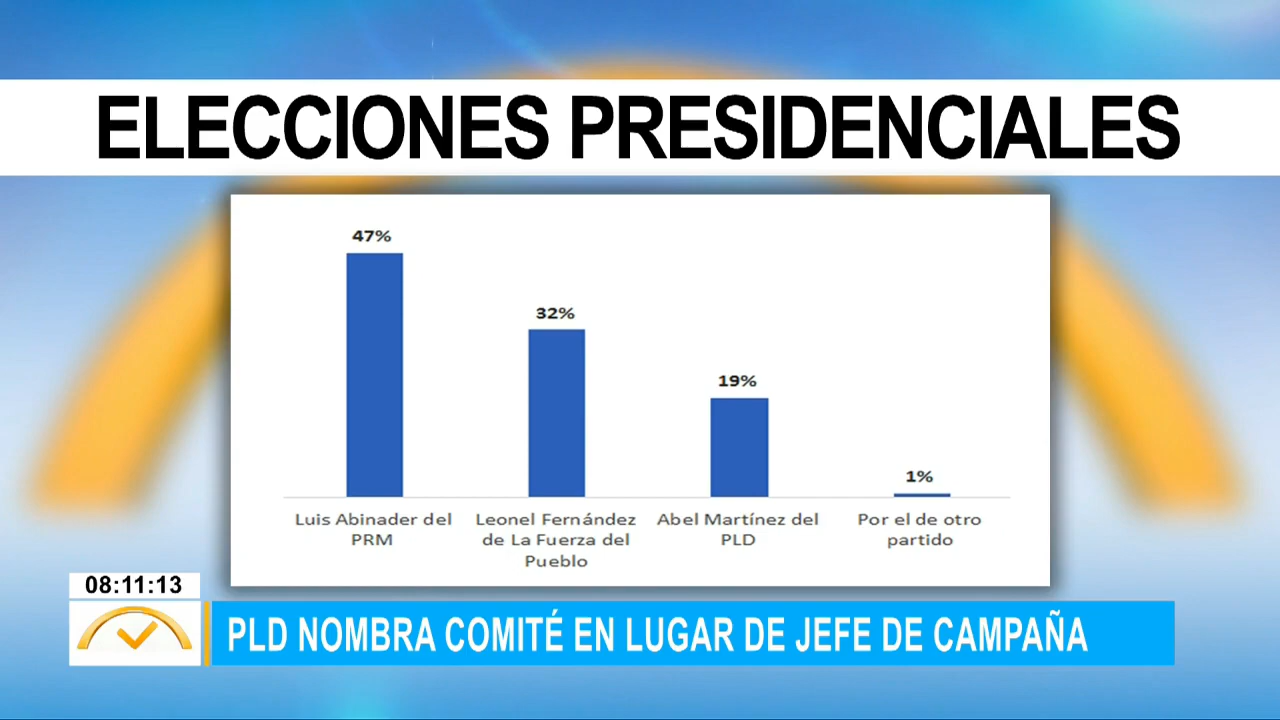 ELECCIONES PRESIDENCIALES
47%
32%
19%
1%
Luis Abinader del
PRM
Leonel Fernández
de La Fuerza del
Pueblo
Abel Martínez del
PLD
Por el de otro
partido
08:11:13
PLD NOMBRA COMITÉ EN LUGAR DE JEFE DE CAMPAÑA